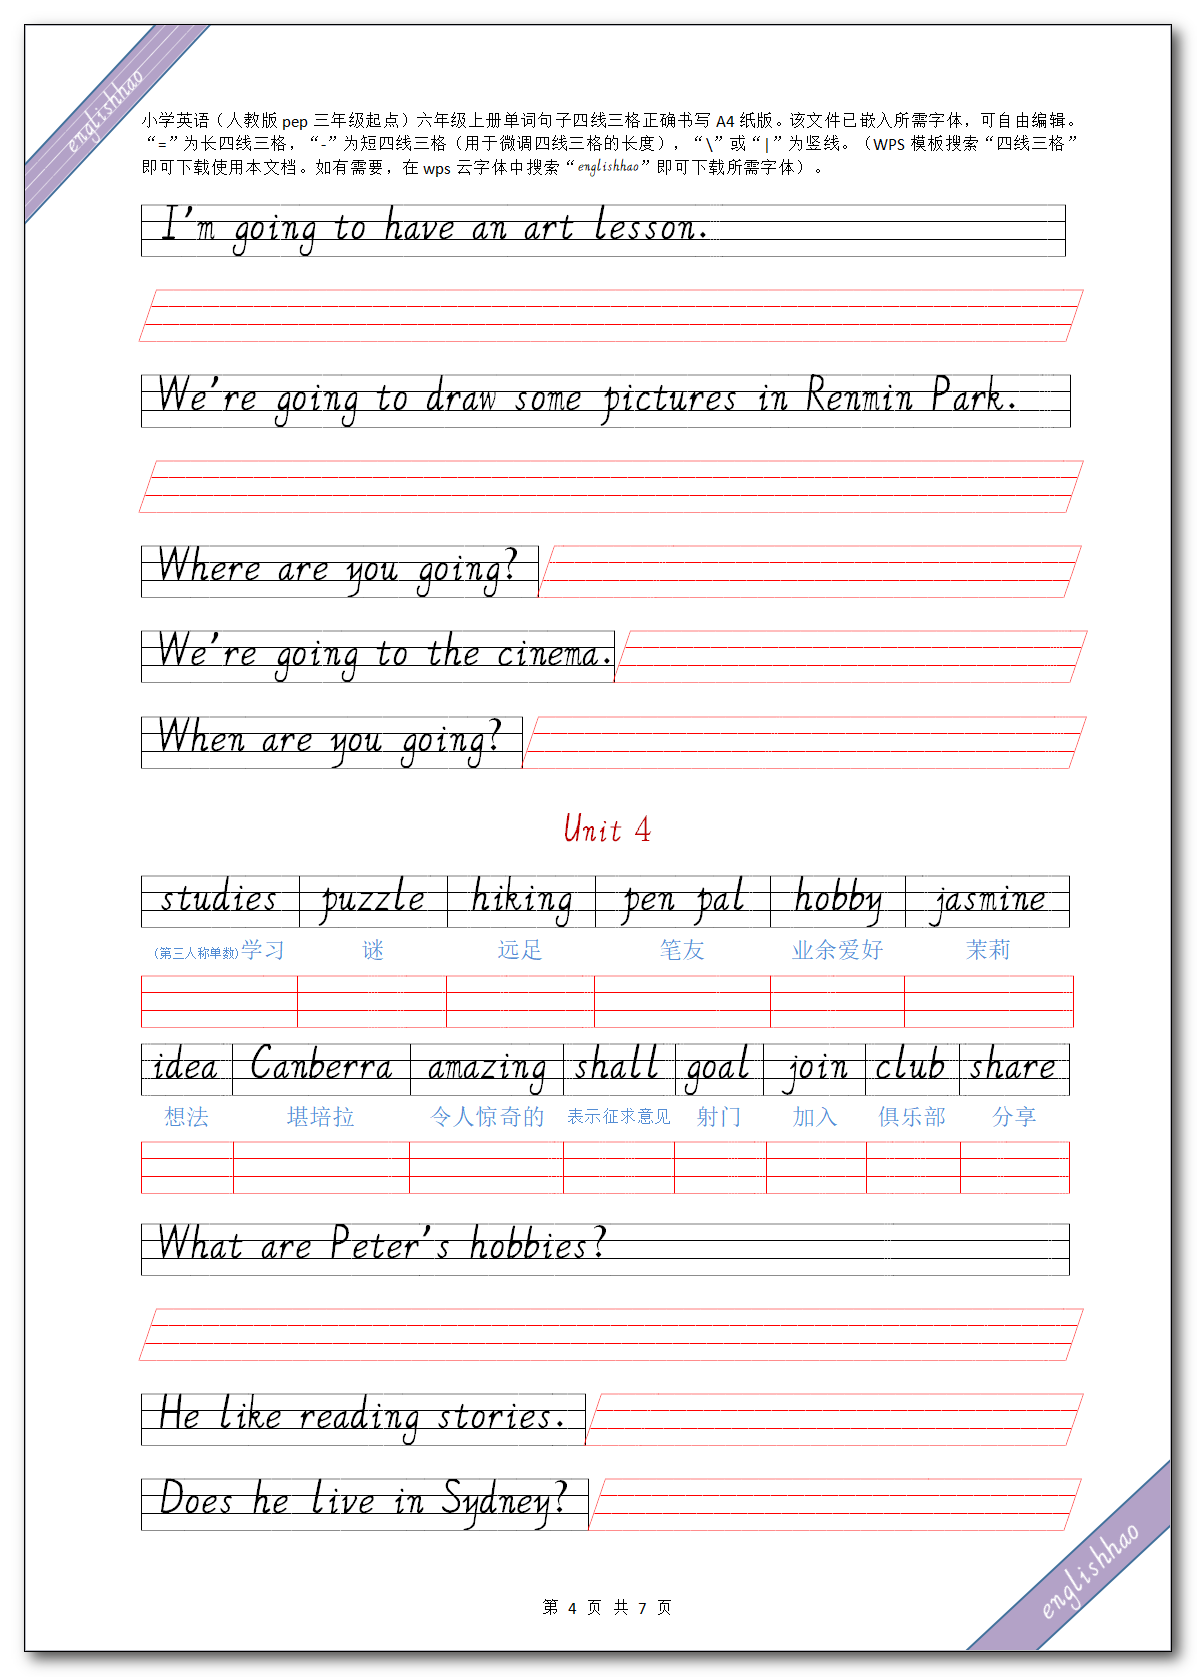 englishhao
小学英语（人教版 pep 三年级起点）六年级上册单词句子四线三格正确书写 A4 纸版。该文件已嵌入所需字体，可自由编辑。
“=”为长四线三格，“-”为短四线三格（用于微调四线三格的长度），“\”或“|”为竖线。（WPS 模板搜索“四线三格”
即可下载使用本文档。如有需要，在 wps 云字体中搜索“englishhao”即可下载所需字体）。
I'm going to have an art lesson.
We're going to draw some pictures in Renmin Park.
Where are you going?
We're going to the cinema.
When are you going?
Unit 4
studies puzzle hiking pen pal hobby jasmine
(第三人称单数)学习 谜 远足 笔友 业余爱好 茉莉
idea Canberra amazing shall goal join club share
想法 堪培拉 令人惊奇的 表示征求意见 射门 加入 俱乐部 分享
What are Peter's hobbies?
He like reading stories.
Does he live in Sydney?
englishhao
第 4 页 共 7 页